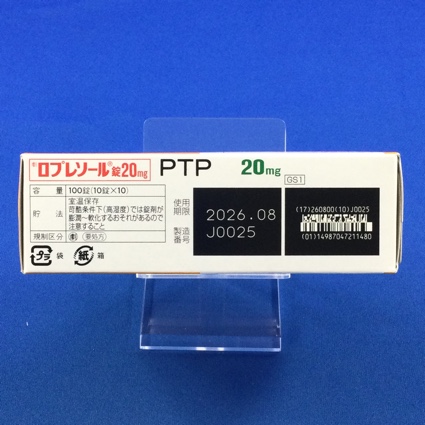 ロプレソール®錠20mg PTP 20mg
GS1
容 量 100錠(10錠×10)
貯 法 室温保存
苛酷条件下(高湿度)では錠剤が
膨潤～軟化するおそれがあるので
注意すること
規制区分 劇 要処方
プラ 袋 紙 箱
使用
期限 2026.08
製造
番号 J0025
(17)260800(10)J0025
(01)14987047211480